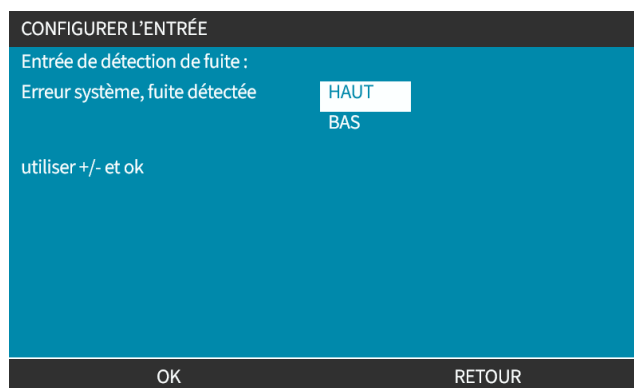 CONFIGURER L’ENTRÉE
Entrée de détection de fuite :
Erreur système, fuite détectée HAUT
BAS
utiliser +/- et ok
OK RETOUR